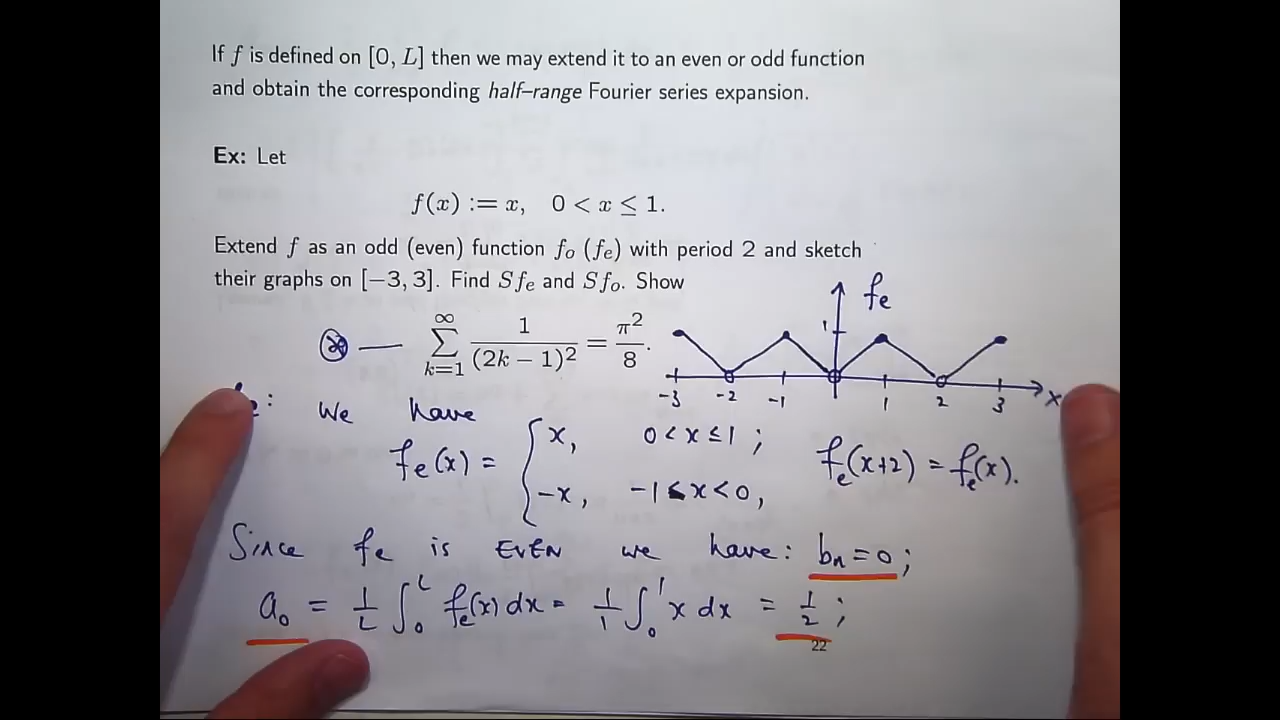 If f is defined on [0, L] then we may extend it to an even or odd function
and obtain the corresponding half–range Fourier series expansion.
Ex: Let
f(x) := x, 0 < x ≤ 1.
Extend f as an odd (even) function f_o (f_e) with period 2 and sketch
their graphs on [−3, 3]. Find Sf_e and Sf_o. Show
f_e
⊛ — ∑_{k=1}^{∞} 1/(2k − 1)^2 = π^2/8.
1
-3 -2 -1 1 2 3 x
: We have
f_e(x) = { x, 0 < x ≤ 1 ;
-x, -1 ≤ x < 0,
f_e(x+2) = f_e(x).
Since f_e is EVEN we have: b_n = 0 ;
a_0 = 1/L ∫_0^L f_e(x) dx = 1/1 ∫_0^1 x dx = 1/2 ;
22